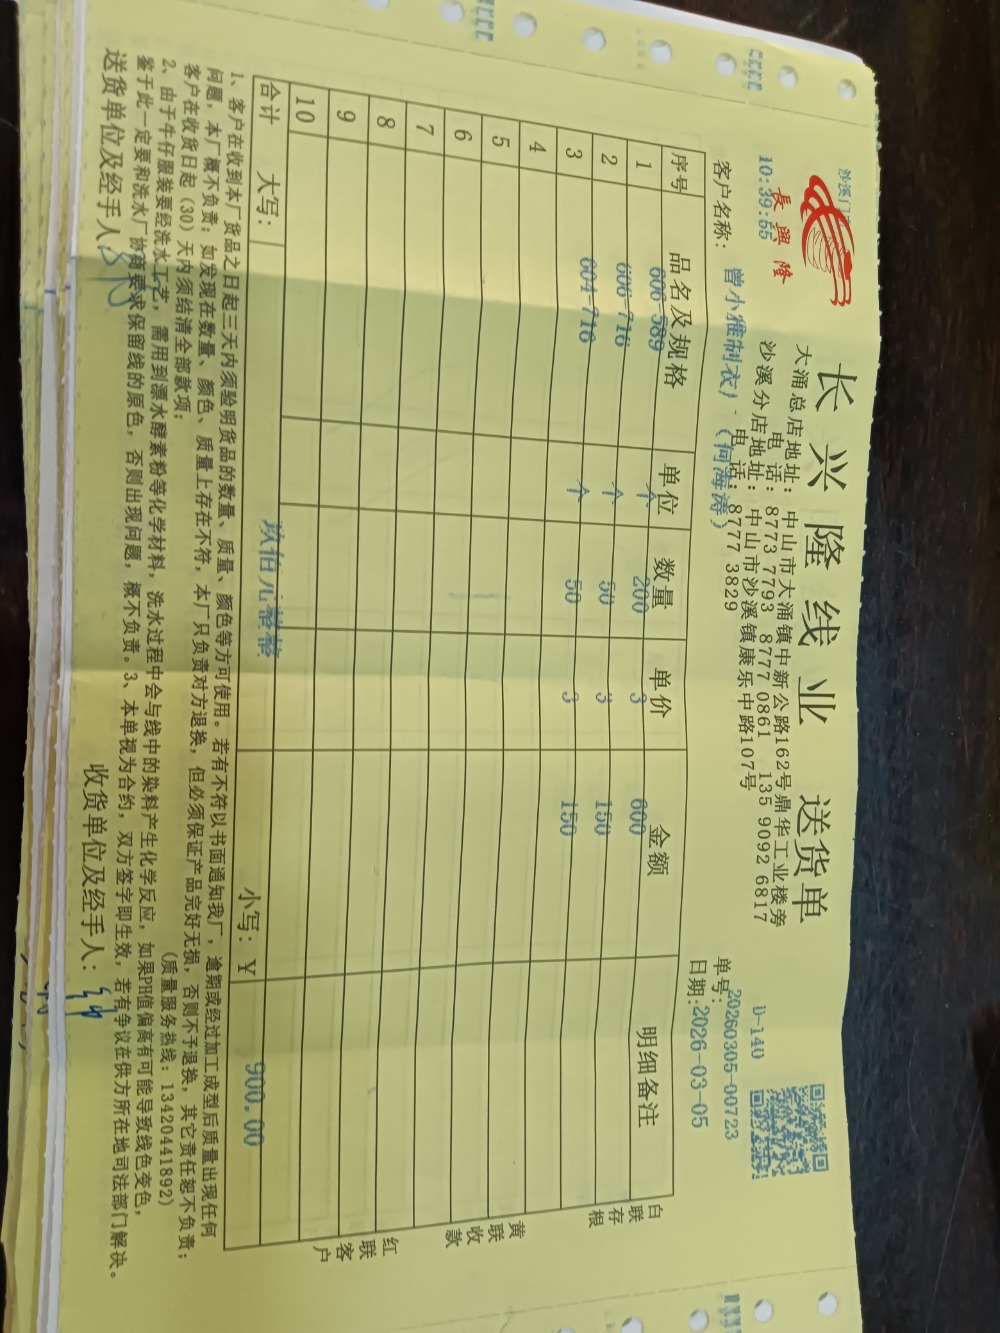 沙溪门
長興隆
10:39:55
长兴隆线业 送货单
大涌总店地址: 中山市大涌镇中新公路162号鼎华工业楼旁
电 话: 8773 7793 8777 0861 135 9092 6817
沙溪分店地址: 中山市沙溪镇康乐中路107号
电 话: 8777 3829
D-140
客户名称: 曾小雅制衣厂(何海涛)
单号: 20260305-00723
日期: 2026-03-05
序号 品名及规格 单位 数量 单价 金额 明细备注
1 606-589 个 200 3 600
2 606-716 个 50 3 150
3 604-716 个 50 3 150
4
5
6
7
8
9
10
合计 大写: 玖佰元整整 小写: ¥ 900.00
白联存根
黄联收款
红联客户
1、客户在收到本厂货品之日起三天内须验明货品的数量、质量、颜色等方可使用。若有不符以书面通知我厂,逾期或经过加工成型后质量出现任何
问题,本厂概不负责;如发现在数量、颜色、质量上存在不符,本厂只负责对方退换,但必须保证产品完好无损,否则不予退换,其它责任恕不负责;
客户在收货日起(30)天内须结清全部款项; (质量服务热线: 13420441892)
2、由于牛仔服装要经洗水工艺,需用到漂水酵素粉等化学材料,洗水过程中会与线中的染料产生化学反应,如果PH值偏高有可能导致线色变色,
鉴于此一定要和洗水厂协商要求保留线的原色,否则出现问题,概不负责。3、本单视为合约,双方签字即生效,若有争议在供方所在地司法部门解决。
送货单位及经手人: 收货单位及经手人: